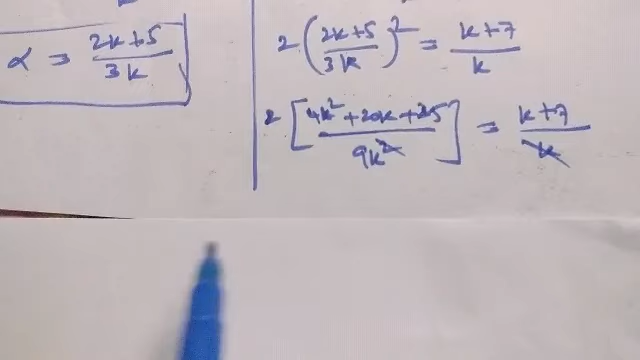 α = (2k+5)/(3k)
2((2k+5)/(3k))² = (k+7)/k
2[(4k²+20k+25)/(9k²)] = (k+7)/k